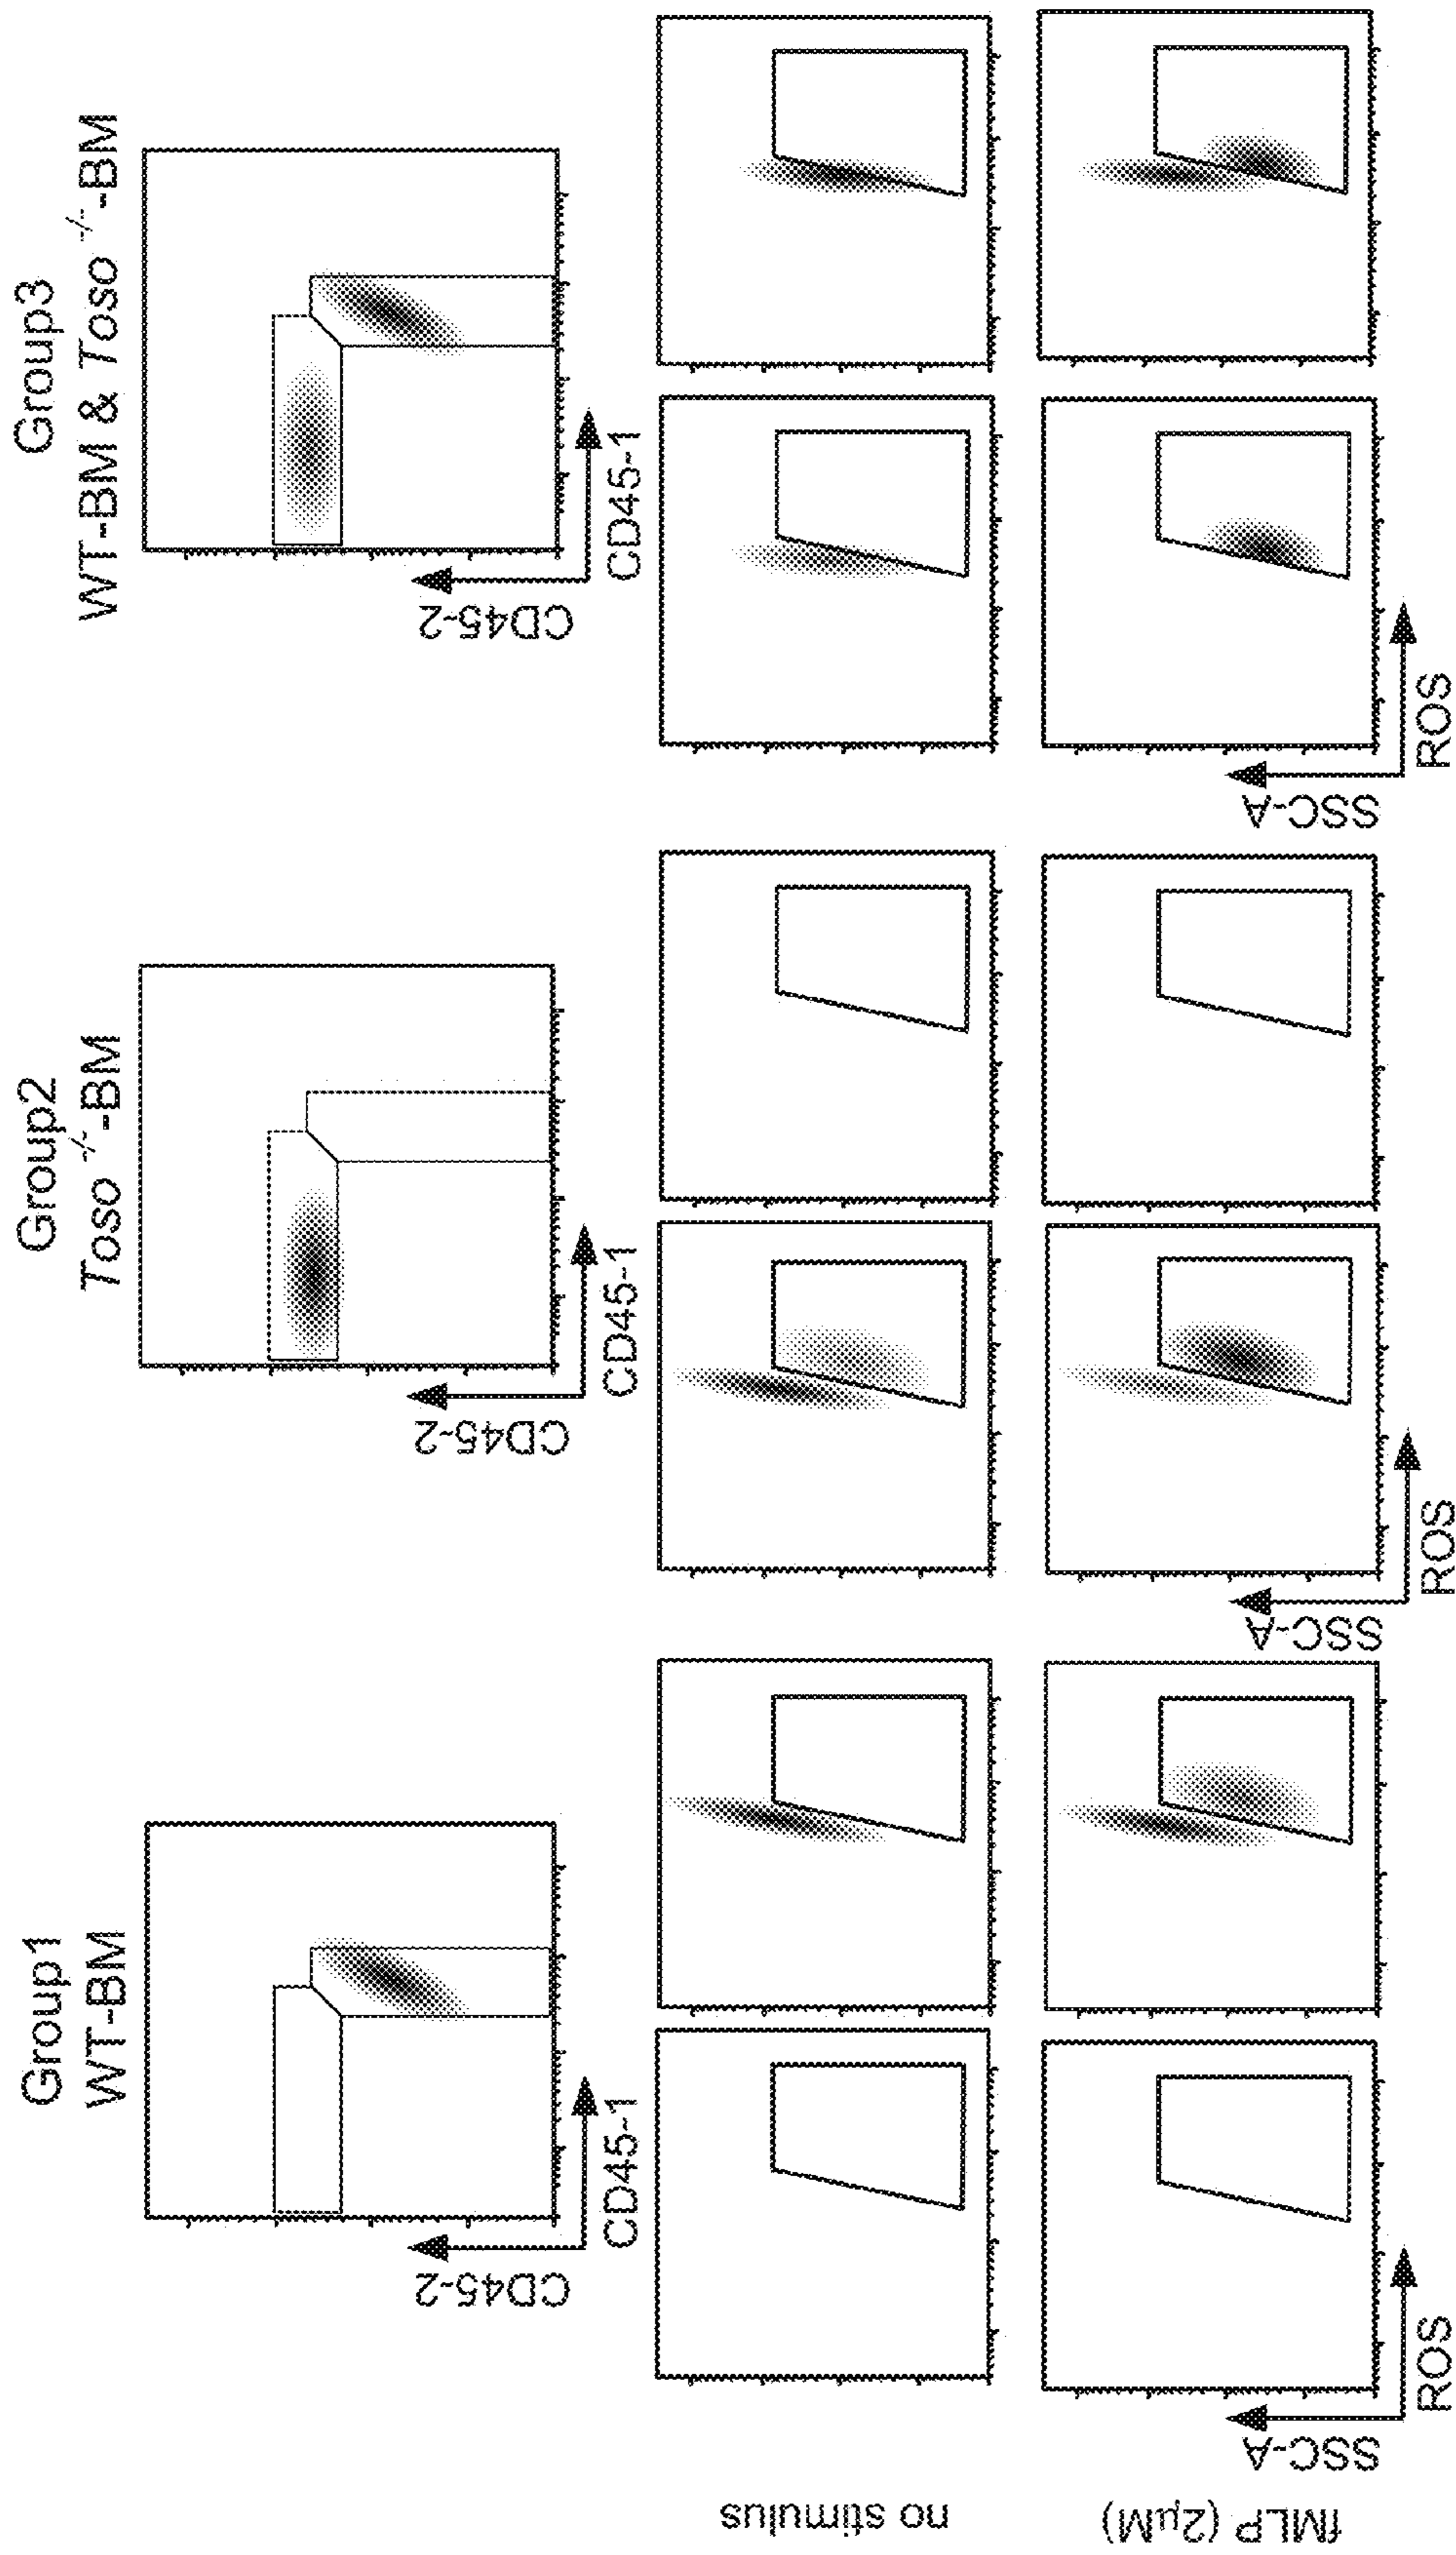 Group1
WT-BM
Group2
Toso -/- -BM
Group3
WT-BM & Toso -/- -BM
CD45-2
CD45-1
CD45-2
CD45-1
CD45-2
CD45-1
no stimulus
fMLP (2μM)
SSC-A
ROS
SSC-A
ROS
SSC-A
ROS